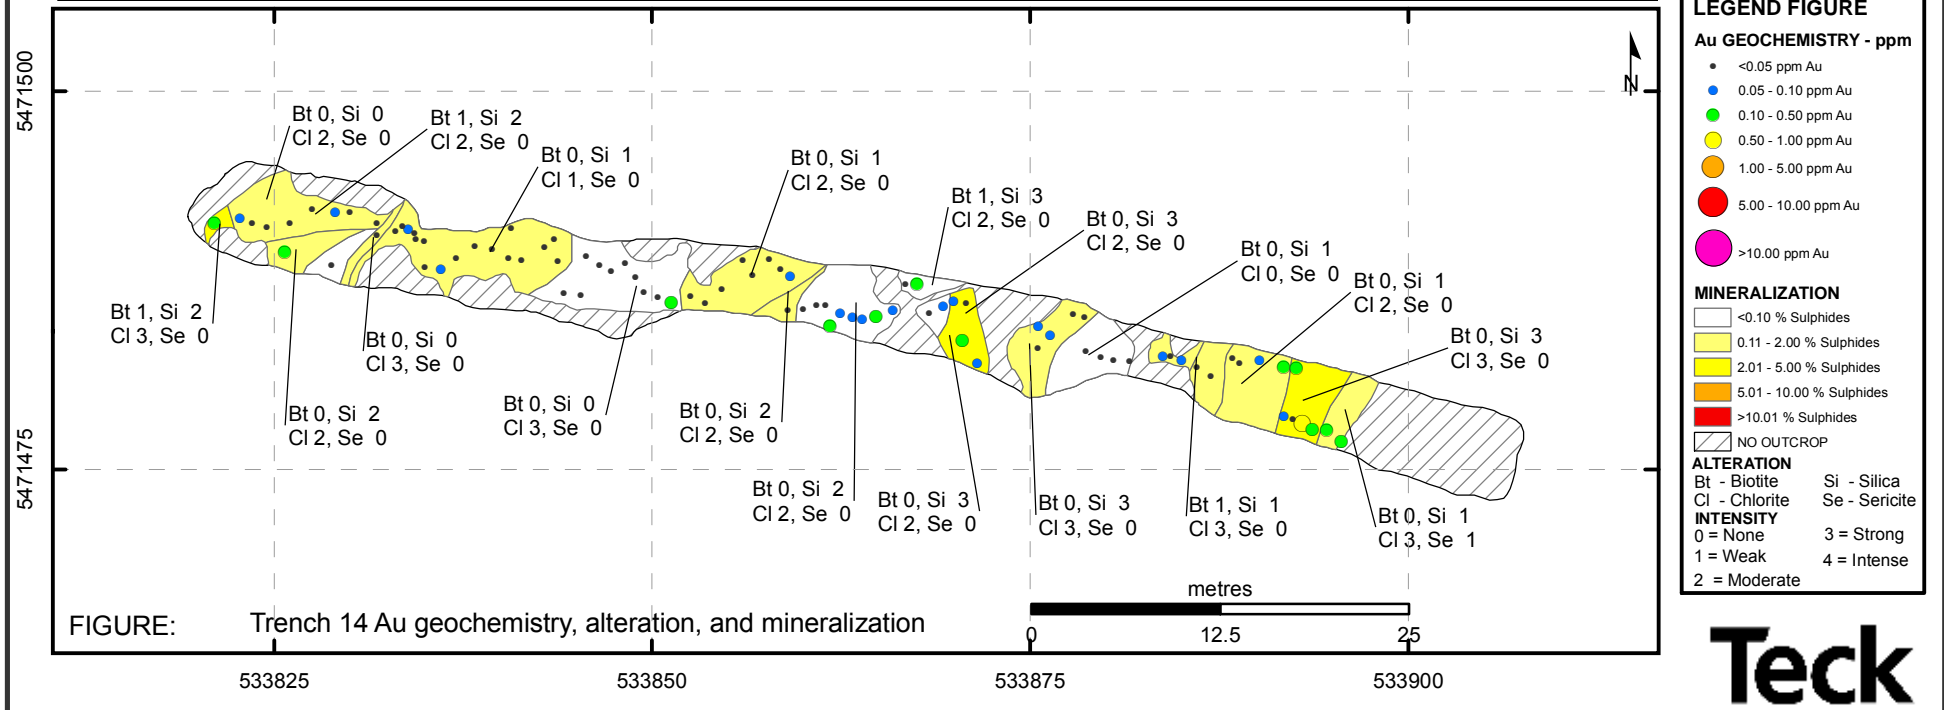 5471500
5471475
Bt 0, Si 0
Cl 2, Se 0
Bt 1, Si 2
Cl 2, Se 0
Bt 0, Si 1
Cl 1, Se 0
Bt 0, Si 1
Cl 2, Se 0
Bt 1, Si 3
Cl 2, Se 0
Bt 0, Si 3
Cl 2, Se 0
Bt 0, Si 1
Cl 0, Se 0
Bt 0, Si 1
Cl 2, Se 0
Bt 0, Si 3
Cl 3, Se 0
Bt 1, Si 2
Cl 3, Se 0
Bt 0, Si 0
Cl 3, Se 0
Bt 0, Si 2
Cl 2, Se 0
Bt 0, Si 0
Cl 3, Se 0
Bt 0, Si 2
Cl 2, Se 0
Bt 0, Si 2
Cl 2, Se 0
Bt 0, Si 3
Cl 2, Se 0
Bt 0, Si 3
Cl 3, Se 0
Bt 1, Si 1
Cl 3, Se 0
Bt 0, Si 1
Cl 3, Se 1
N
metres
0 12.5 25
FIGURE: Trench 14 Au geochemistry, alteration, and mineralization
533825 533850 533875 533900
LEGEND FIGURE
Au GEOCHEMISTRY - ppm
<0.05 ppm Au
0.05 - 0.10 ppm Au
0.10 - 0.50 ppm Au
0.50 - 1.00 ppm Au
1.00 - 5.00 ppm Au
5.00 - 10.00 ppm Au
>10.00 ppm Au
MINERALIZATION
<0.10 % Sulphides
0.11 - 2.00 % Sulphides
2.01 - 5.00 % Sulphides
5.01 - 10.00 % Sulphides
>10.01 % Sulphides
NO OUTCROP
ALTERATION
Bt - Biotite Si - Silica
Cl - Chlorite Se - Sericite
INTENSITY
0 = None 3 = Strong
1 = Weak 4 = Intense
2 = Moderate
Teck